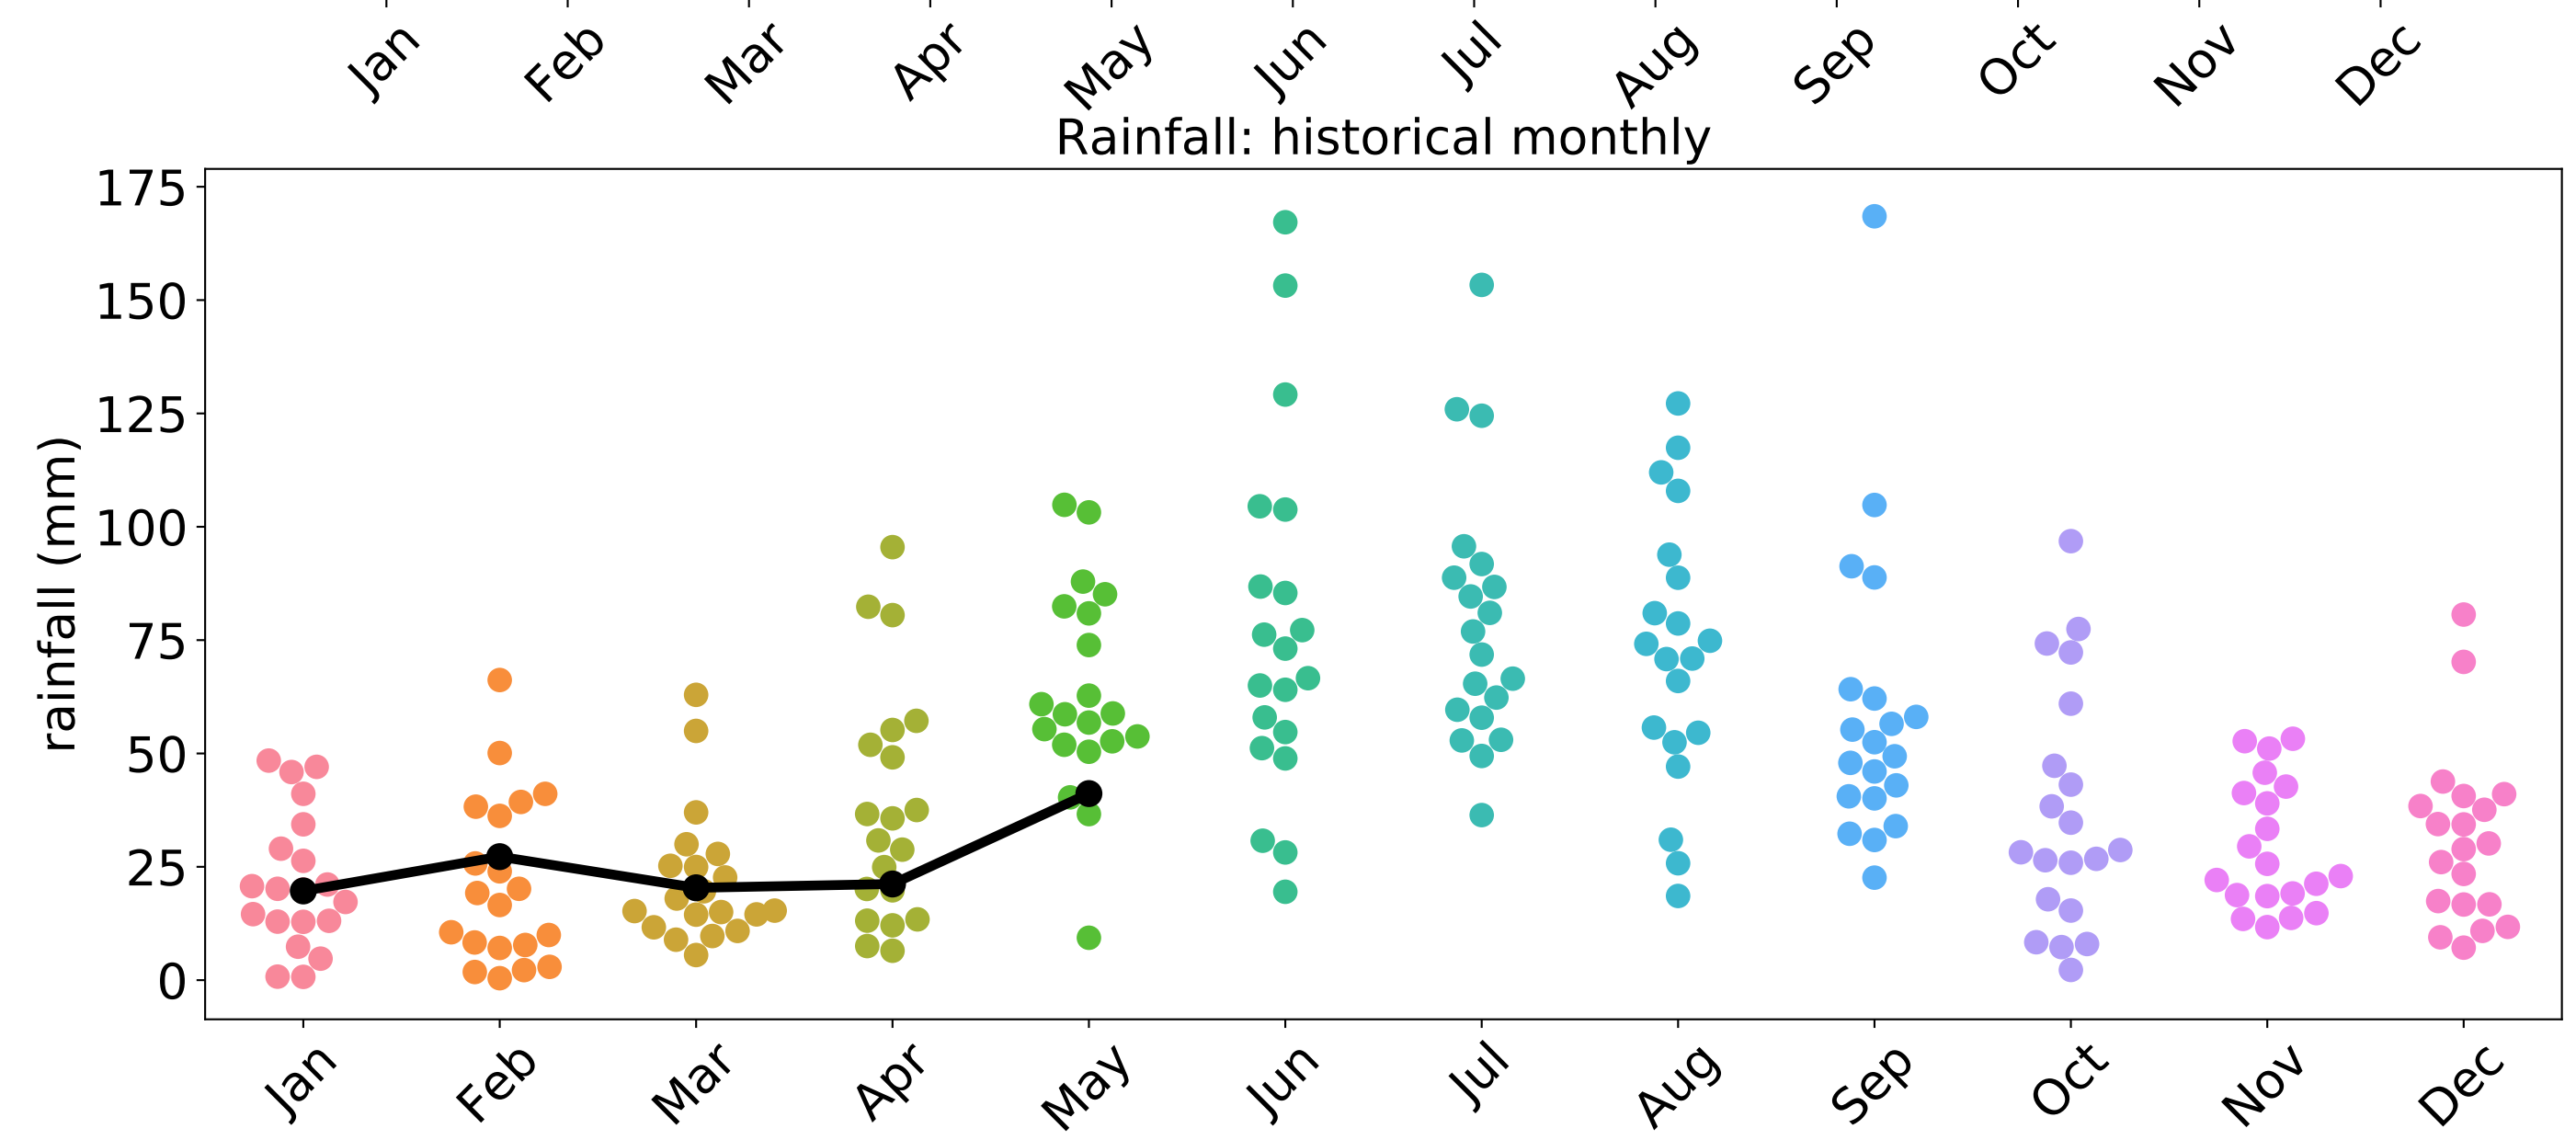 Jan Feb Mar Apr May Jun Jul Aug Sep Oct Nov Dec
Rainfall: historical monthly
175
150
125
100
75
50
25
0
rainfall (mm)
Jan Feb Mar Apr May Jun Jul Aug Sep Oct Nov Dec